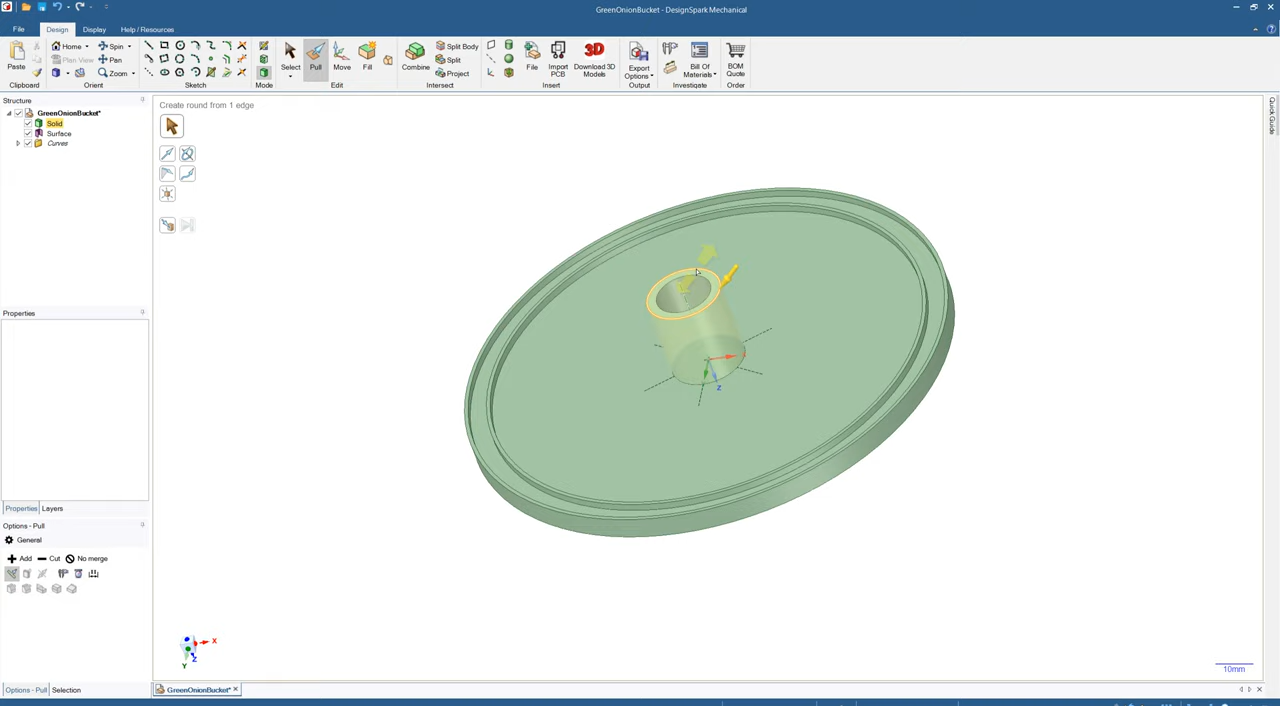 GreenOnionBucket - DesignSpark Mechanical
File Design Display Help / Resources
Paste
Clipboard
Home Spin
Plan View Pan
Zoom
Orient
Sketch
Mode
Select Pull Move Fill
Edit
Combine
Split Body
Split
Project
Intersect
File Import PCB Download 3D Models
Insert
Export Options
Output
Bill Of Materials
Investigate
BOM Quote
Order
Structure
GreenOnionBucket*
Solid
Surface
Curves
Create round from 1 edge
Quick Guide
X
Z
Properties
Properties Layers
Options - Pull
General
Add Cut No merge
X
Y
Z
10mm
Options - Pull Selection
GreenOnionBucket*